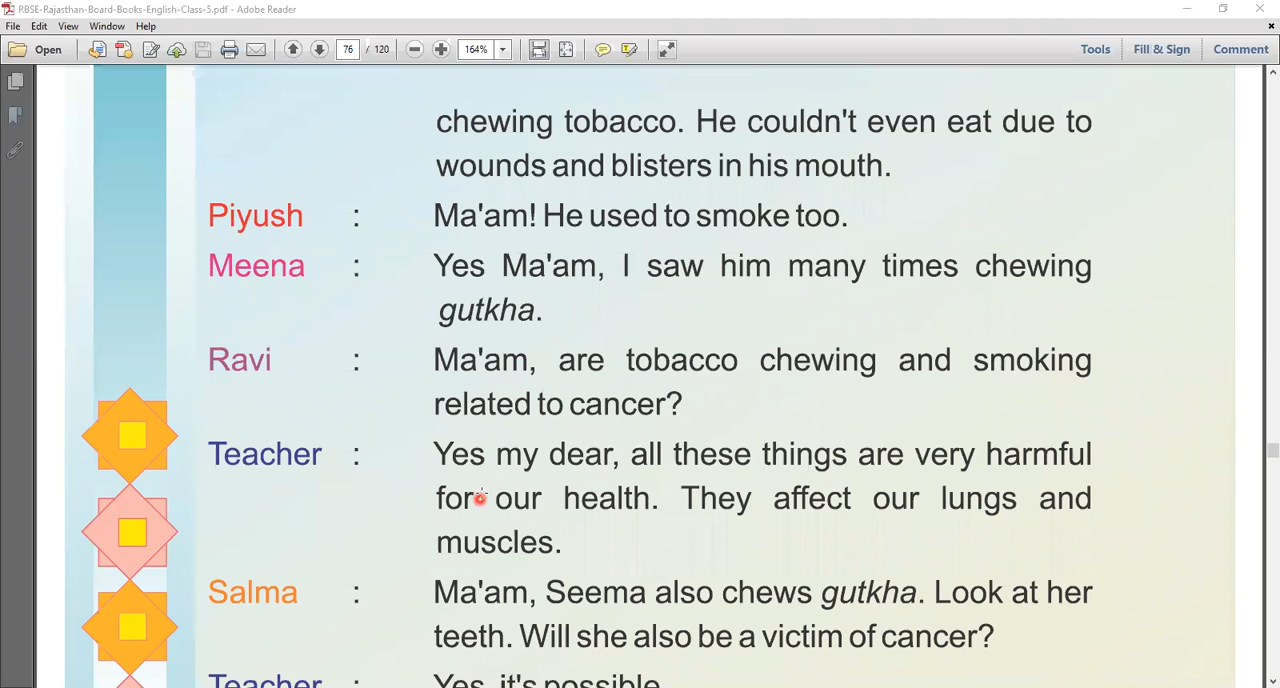 RBSE-Rajasthan-Board-Books-English-Class-5.pdf - Adobe Reader
File Edit View Window Help
Open 76 / 120 164% Tools Fill & Sign Comment
chewing tobacco. He couldn't even eat due to
wounds and blisters in his mouth.
Piyush : Ma'am! He used to smoke too.
Meena : Yes Ma'am, I saw him many times chewing
gutkha.
Ravi : Ma'am, are tobacco chewing and smoking
related to cancer?
Teacher : Yes my dear, all these things are very harmful
for our health. They affect our lungs and
muscles.
Salma : Ma'am, Seema also chews gutkha. Look at her
teeth. Will she also be a victim of cancer?
Teacher : Yes, it's possible.